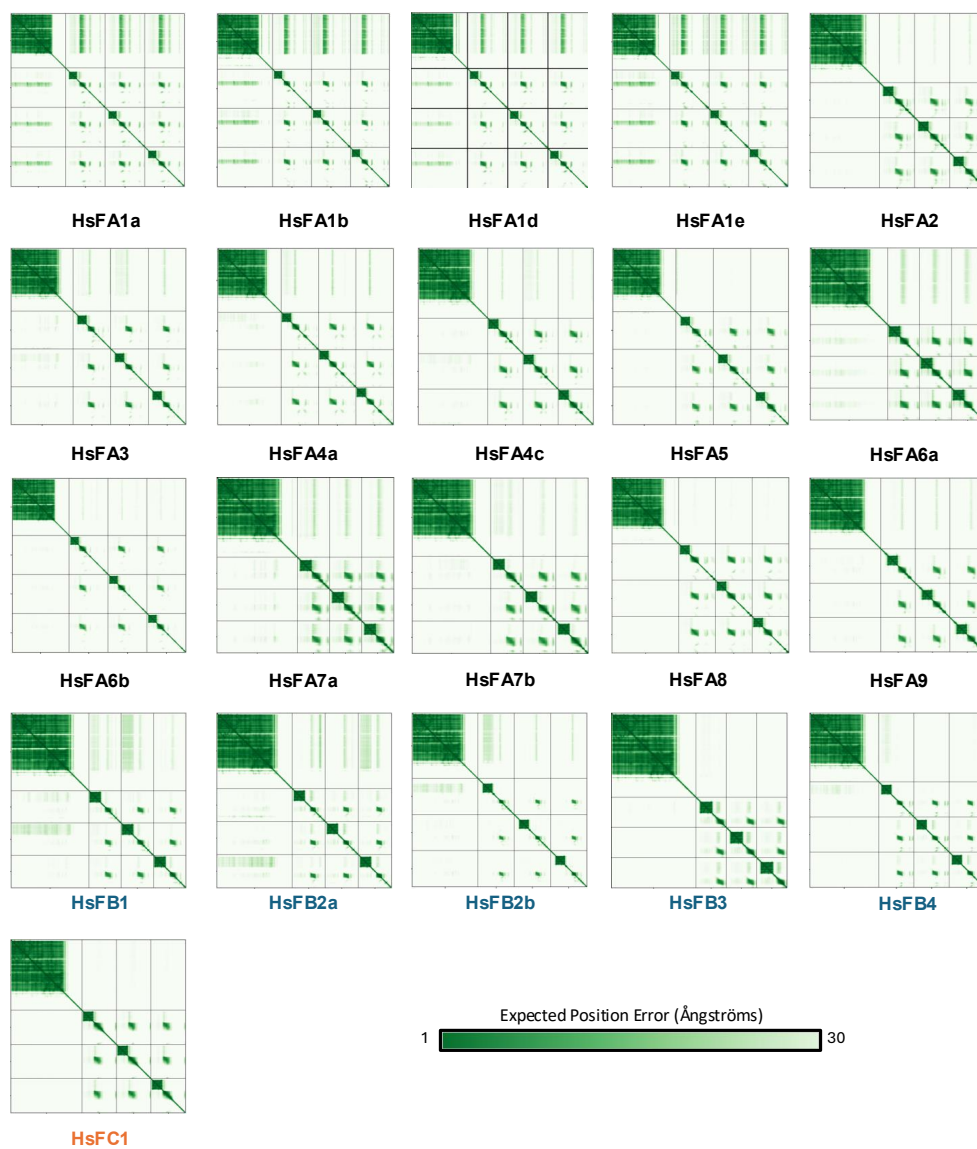 HsFA1a HsFA1b HsFA1d HsFA1e HsFA2
HsFA3 HsFA4a HsFA4c HsFA5 HsFA6a
HsFA6b HsFA7a HsFA7b HsFA8 HsFA9
HsFB1 HsFB2a HsFB2b HsFB3 HsFB4
Expected Position Error (Ångströms)
1 30
HsFC1